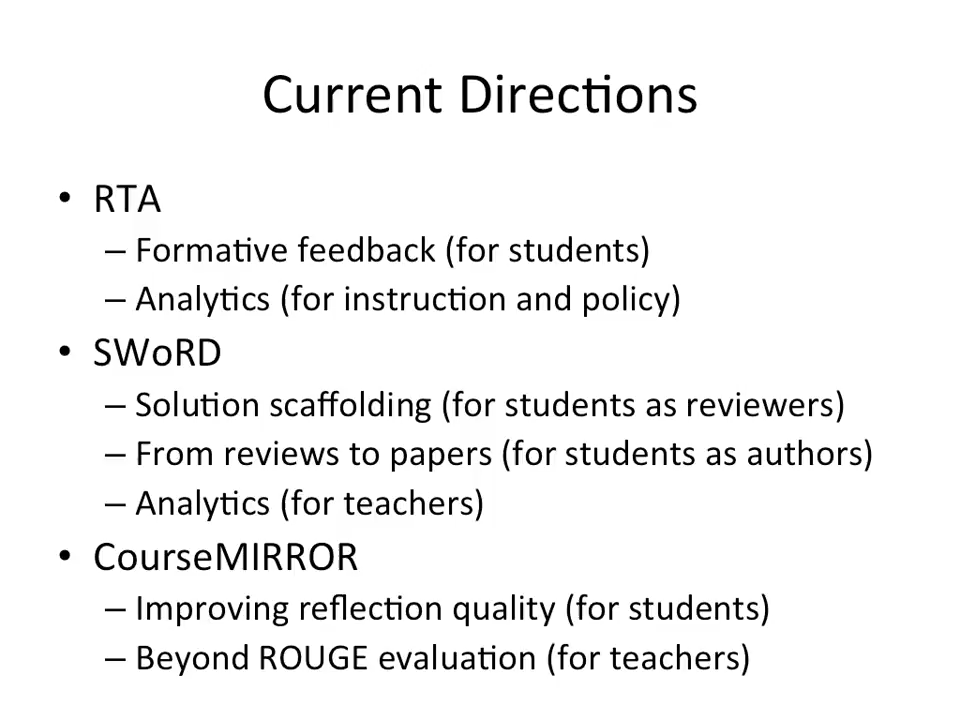 Current Directions
• RTA
– Formative feedback (for students)
– Analytics (for instruction and policy)
• SWoRD
– Solution scaffolding (for students as reviewers)
– From reviews to papers (for students as authors)
– Analytics (for teachers)
• CourseMIRROR
– Improving reflection quality (for students)
– Beyond ROUGE evaluation (for teachers)